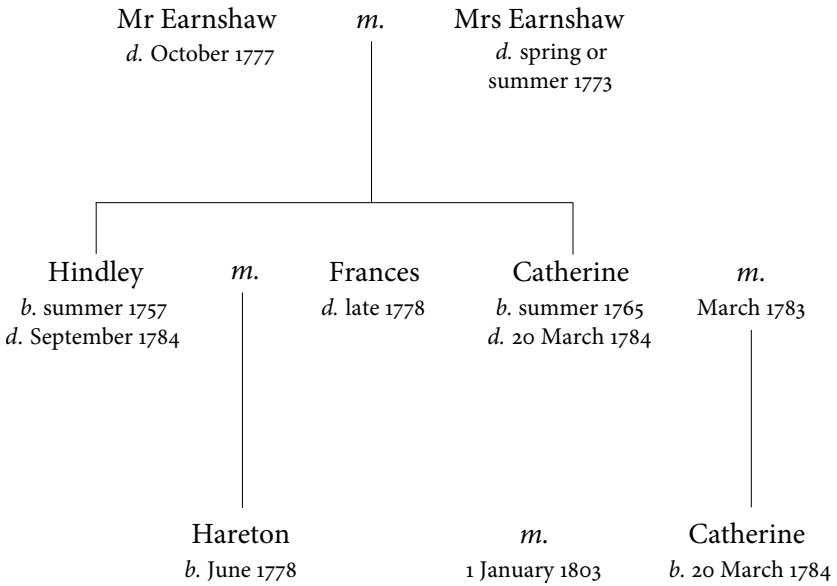 Mr Earnshaw m. Mrs Earnshaw
d. October 1777 d. spring or
summer 1773
Hindley m. Frances Catherine m.
b. summer 1757 d. late 1778 b. summer 1765 March 1783
d. September 1784 d. 20 March 1784
Hareton m. Catherine
b. June 1778 1 January 1803 b. 20 March 1784